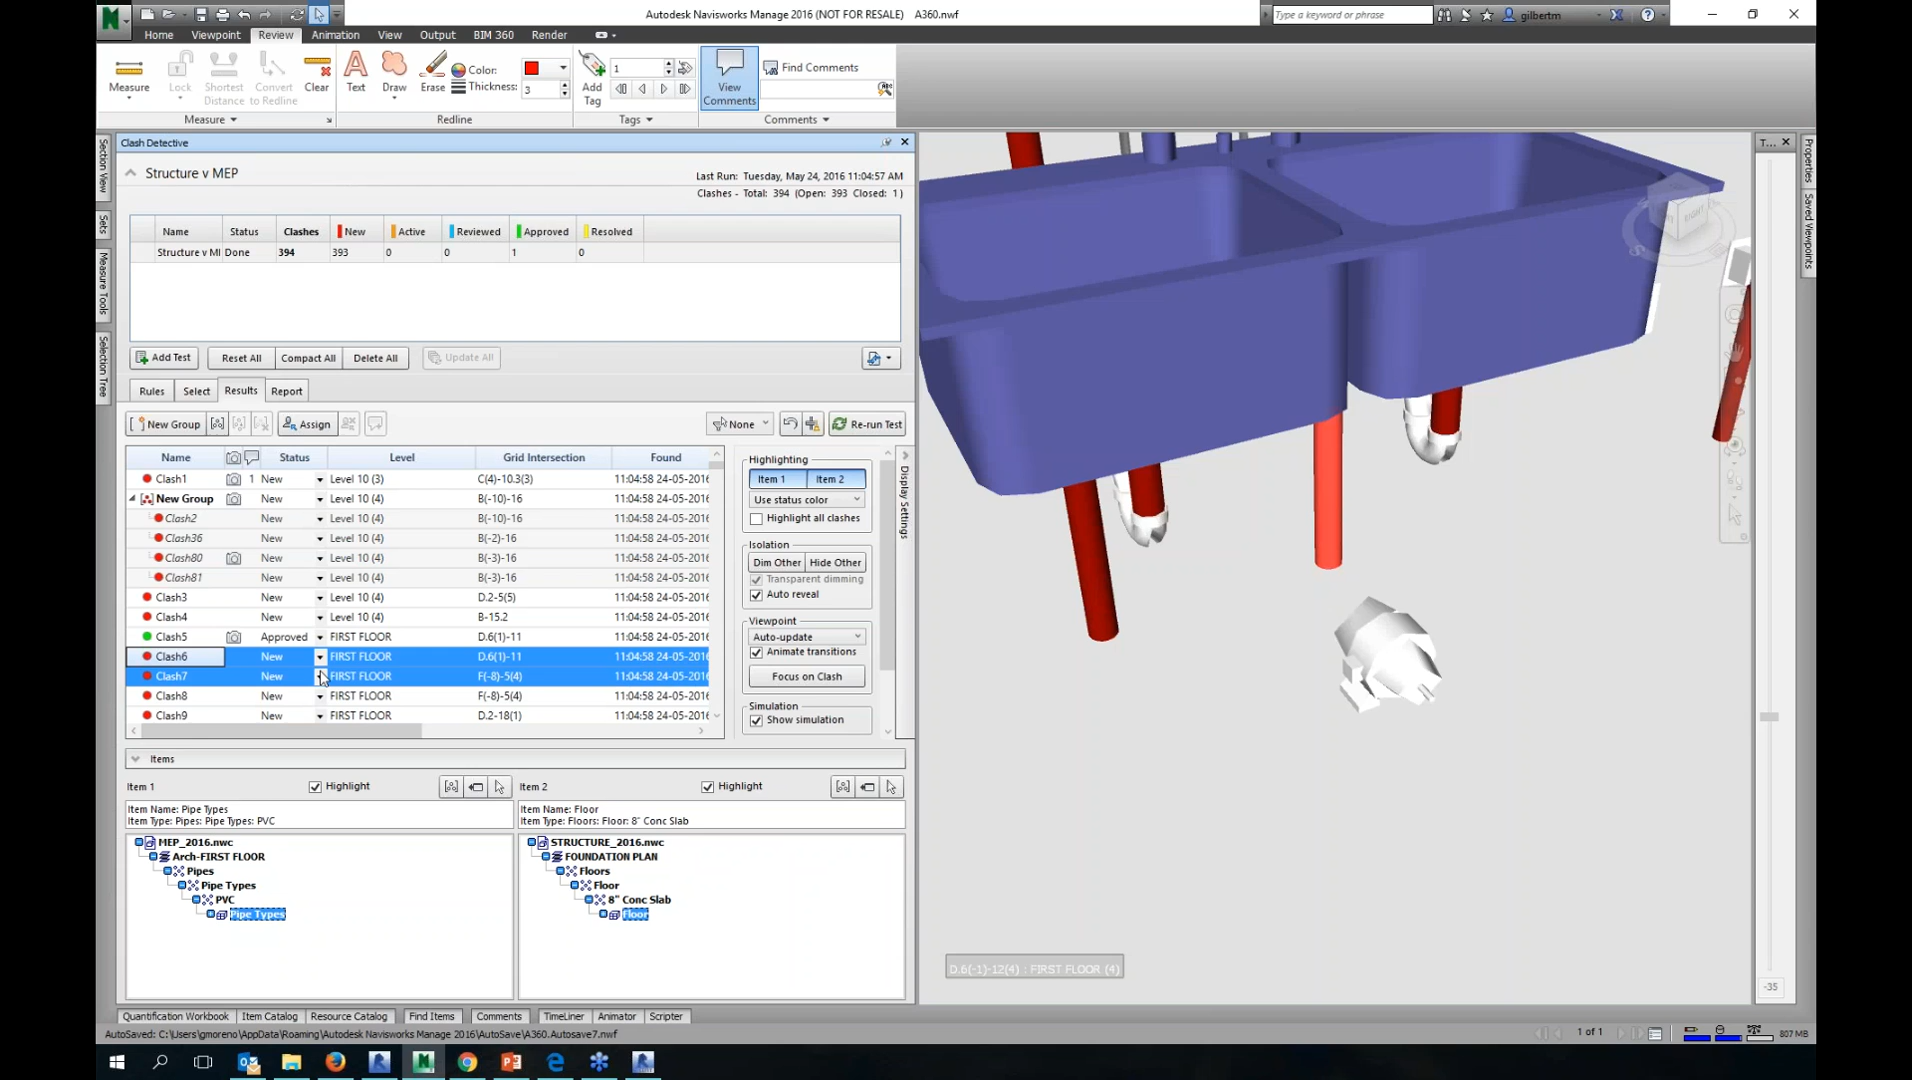 Autodesk Navisworks Manage 2016 (NOT FOR RESALE) A360.nwf
Type a keyword or phrase
gilbertm
Home Viewpoint Review Animation View Output BIM 360 Render
Measure
Lock
Shortest Distance
Convert to Redline
Clear
Text
Draw
Erase
Color:
Thickness: 3
Add Tag
1
View Comments
Find Comments
Measure
Redline
Tags
Comments
Clash Detective
T...
Section View
Sets
Measure Tools
Selection Tree
Properties
Saved Viewpoints
Structure v MEP
Last Run: Tuesday, May 24, 2016 11:04:57 AM
Clashes - Total: 394 (Open: 393 Closed: 1 )
Name Status Clashes New Active Reviewed Approved Resolved
Structure v MI Done 394 393 0 0 1 0
Add Test Reset All Compact All Delete All Update All
Rules Select Results Report
New Group Assign None Re-run Test
Name Status Level Grid Intersection Found
Clash1 1 New Level 10 (3) C(4)-10.3(3) 11:04:58 24-05-2016
New Group New Level 10 (4) B(-10)-16 11:04:58 24-05-2016
Clash2 New Level 10 (4) B(-10)-16 11:04:58 24-05-2016
Clash36 New Level 10 (4) B(-2)-16 11:04:58 24-05-2016
Clash80 New Level 10 (4) B(-3)-16 11:04:58 24-05-2016
Clash81 New Level 10 (4) B(-3)-16 11:04:58 24-05-2016
Clash3 New Level 10 (4) D.2-5(5) 11:04:58 24-05-2016
Clash4 New Level 10 (4) B-15.2 11:04:58 24-05-2016
Clash5 Approved FIRST FLOOR D.6(1)-11 11:04:58 24-05-2016
Clash6 New FIRST FLOOR D.6(1)-11 11:04:58 24-05-2016
Clash7 New FIRST FLOOR F(-8)-5(4) 11:04:58 24-05-2016
Clash8 New FIRST FLOOR F(-8)-5(4) 11:04:58 24-05-2016
Clash9 New FIRST FLOOR D.2-18(1) 11:04:58 24-05-2016
Highlighting
Item 1 Item 2
Use status color
Highlight all clashes
Isolation
Dim Other Hide Other
Transparent dimming
Auto reveal
Viewpoint
Auto-update
Animate transitions
Focus on Clash
Simulation
Show simulation
Display Settings
Items
Item 1 Highlight
Item Name: Pipe Types
Item Type: Pipes: Pipe Types: PVC
MEP_2016.nwc
Arch-FIRST FLOOR
Pipes
Pipe Types
PVC
Pipe Types
Item 2 Highlight
Item Name: Floor
Item Type: Floors: Floor: 8" Conc Slab
STRUCTURE_2016.nwc
FOUNDATION PLAN
Floors
Floor
8" Conc Slab
Floor
RIGHT
D.6(-1)-12(4) : FIRST FLOOR (4)
-35
Quantification Workbook Item Catalog Resource Catalog Find Items Comments TimeLiner Animator Scripter
AutoSaved: C:\Users\gmoreno\AppData\Roaming\Autodesk Navisworks Manage 2016\AutoSave\A360.Autosave7.nwf
1 of 1
807 MB